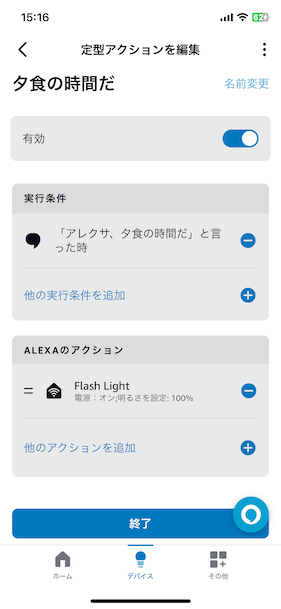 15:16
62
定型アクションを編集
夕食の時間だ
名前変更
有効
実行条件
「アレクサ、夕食の時間だ」と言
った時
他の実行条件を追加
ALEXAのアクション
Flash Light
電源：オン;明るさを設定: 100%
他のアクションを追加
終了
ホーム
デバイス
その他